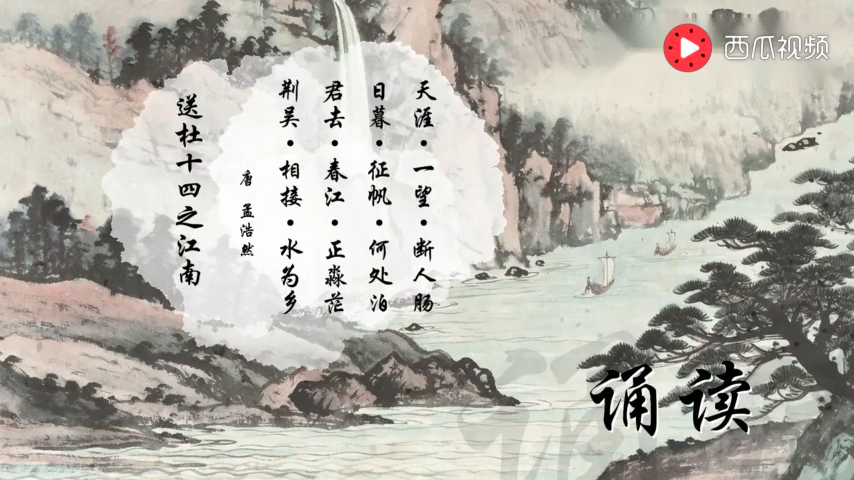 送杜十四之江南
唐 孟浩然
荆吴·相接·水为乡
君去·春江·正淼茫
日暮·征帆·何处泊
天涯·一望·断人肠
诵读
西瓜视频